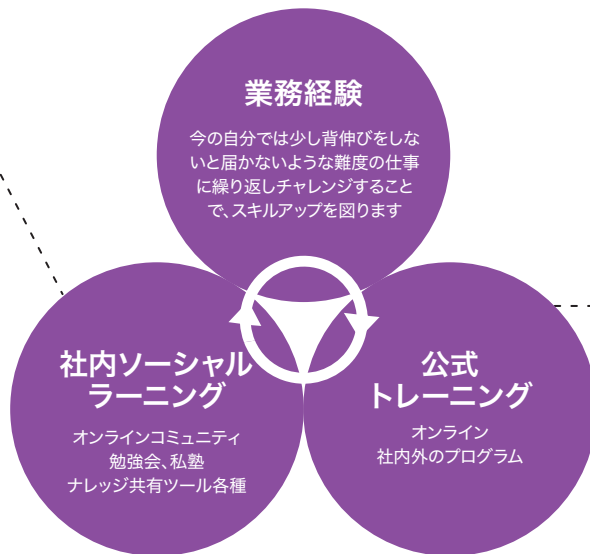 業務経験
今の自分では少し背伸びをしな
いと届かないような難度の仕事
に繰り返しチャレンジすること
で、スキルアップを図ります
社内ソーシャル
ラーニング
オンラインコミュニティ
勉強会、私塾
ナレッジ共有ツール各種
公式
トレーニング
オンライン
社内外のプログラム